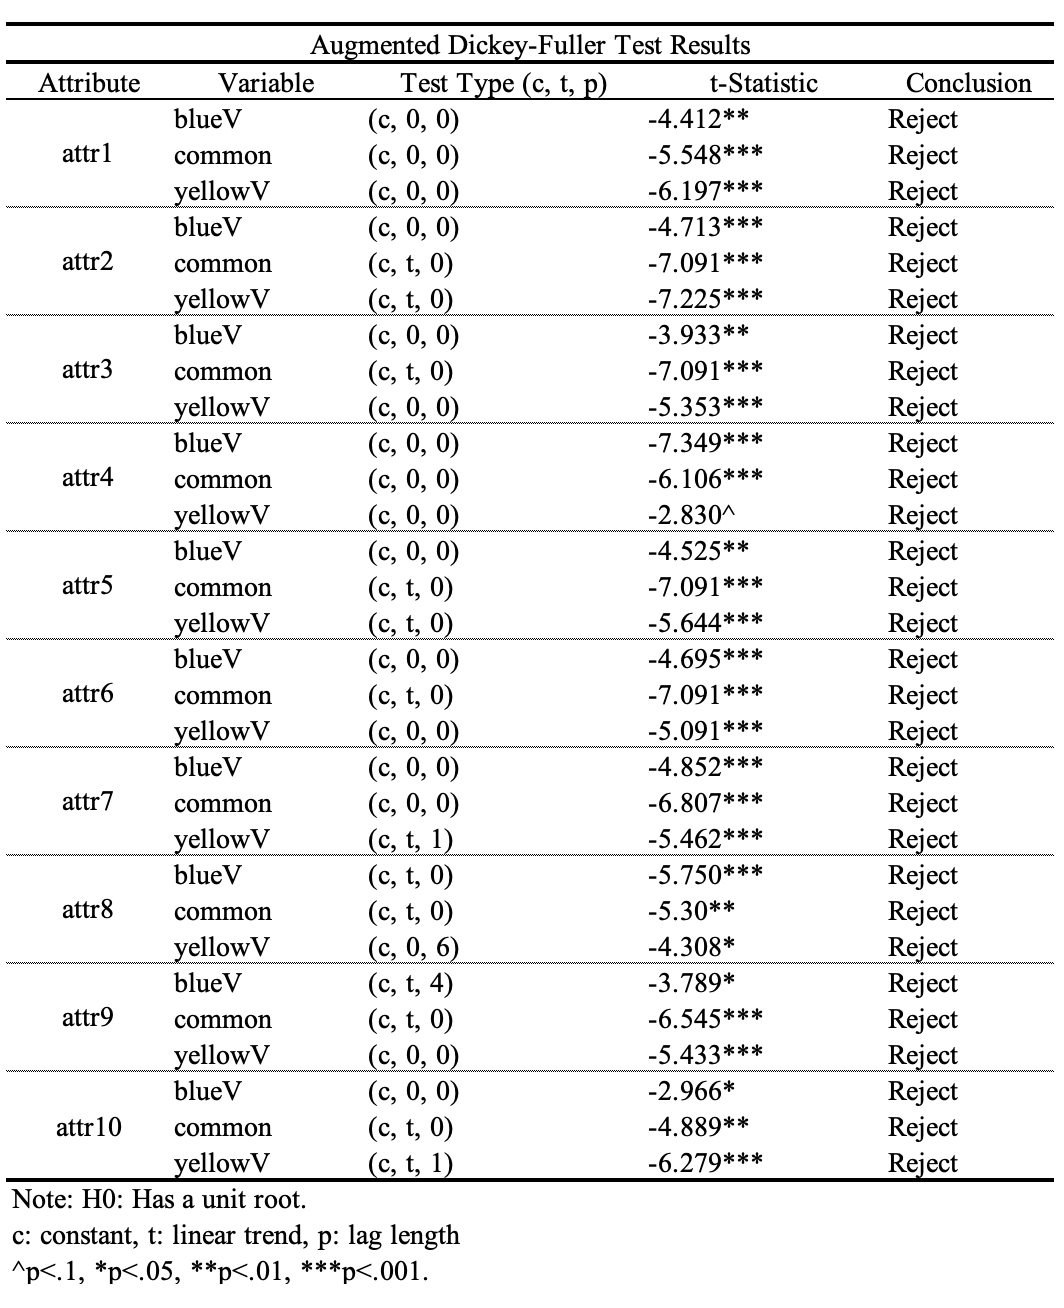 Augmented Dickey-Fuller Test Results
Attribute Variable Test Type (c, t, p) t-Statistic Conclusion
blueV (c, 0, 0) -4.412** Reject
attr1 common (c, 0, 0) -5.548*** Reject
yellowV (c, 0, 0) -6.197*** Reject
blueV (c, 0, 0) -4.713*** Reject
attr2 common (c, t, 0) -7.091*** Reject
yellowV (c, t, 0) -7.225*** Reject
blueV (c, 0, 0) -3.933** Reject
attr3 common (c, t, 0) -7.091*** Reject
yellowV (c, 0, 0) -5.353*** Reject
blueV (c, 0, 0) -7.349*** Reject
attr4 common (c, 0, 0) -6.106*** Reject
yellowV (c, 0, 0) -2.830^ Reject
blueV (c, 0, 0) -4.525** Reject
attr5 common (c, t, 0) -7.091*** Reject
yellowV (c, t, 0) -5.644*** Reject
blueV (c, 0, 0) -4.695*** Reject
attr6 common (c, t, 0) -7.091*** Reject
yellowV (c, 0, 0) -5.091*** Reject
blueV (c, 0, 0) -4.852*** Reject
attr7 common (c, 0, 0) -6.807*** Reject
yellowV (c, t, 1) -5.462*** Reject
blueV (c, t, 0) -5.750*** Reject
attr8 common (c, t, 0) -5.30** Reject
yellowV (c, 0, 6) -4.308* Reject
blueV (c, t, 4) -3.789* Reject
attr9 common (c, t, 0) -6.545*** Reject
yellowV (c, 0, 0) -5.433*** Reject
blueV (c, 0, 0) -2.966* Reject
attr10 common (c, t, 0) -4.889** Reject
yellowV (c, t, 1) -6.279*** Reject
Note: H0: Has a unit root.
c: constant, t: linear trend, p: lag length
^p<.1, *p<.05, **p<.01, ***p<.001.